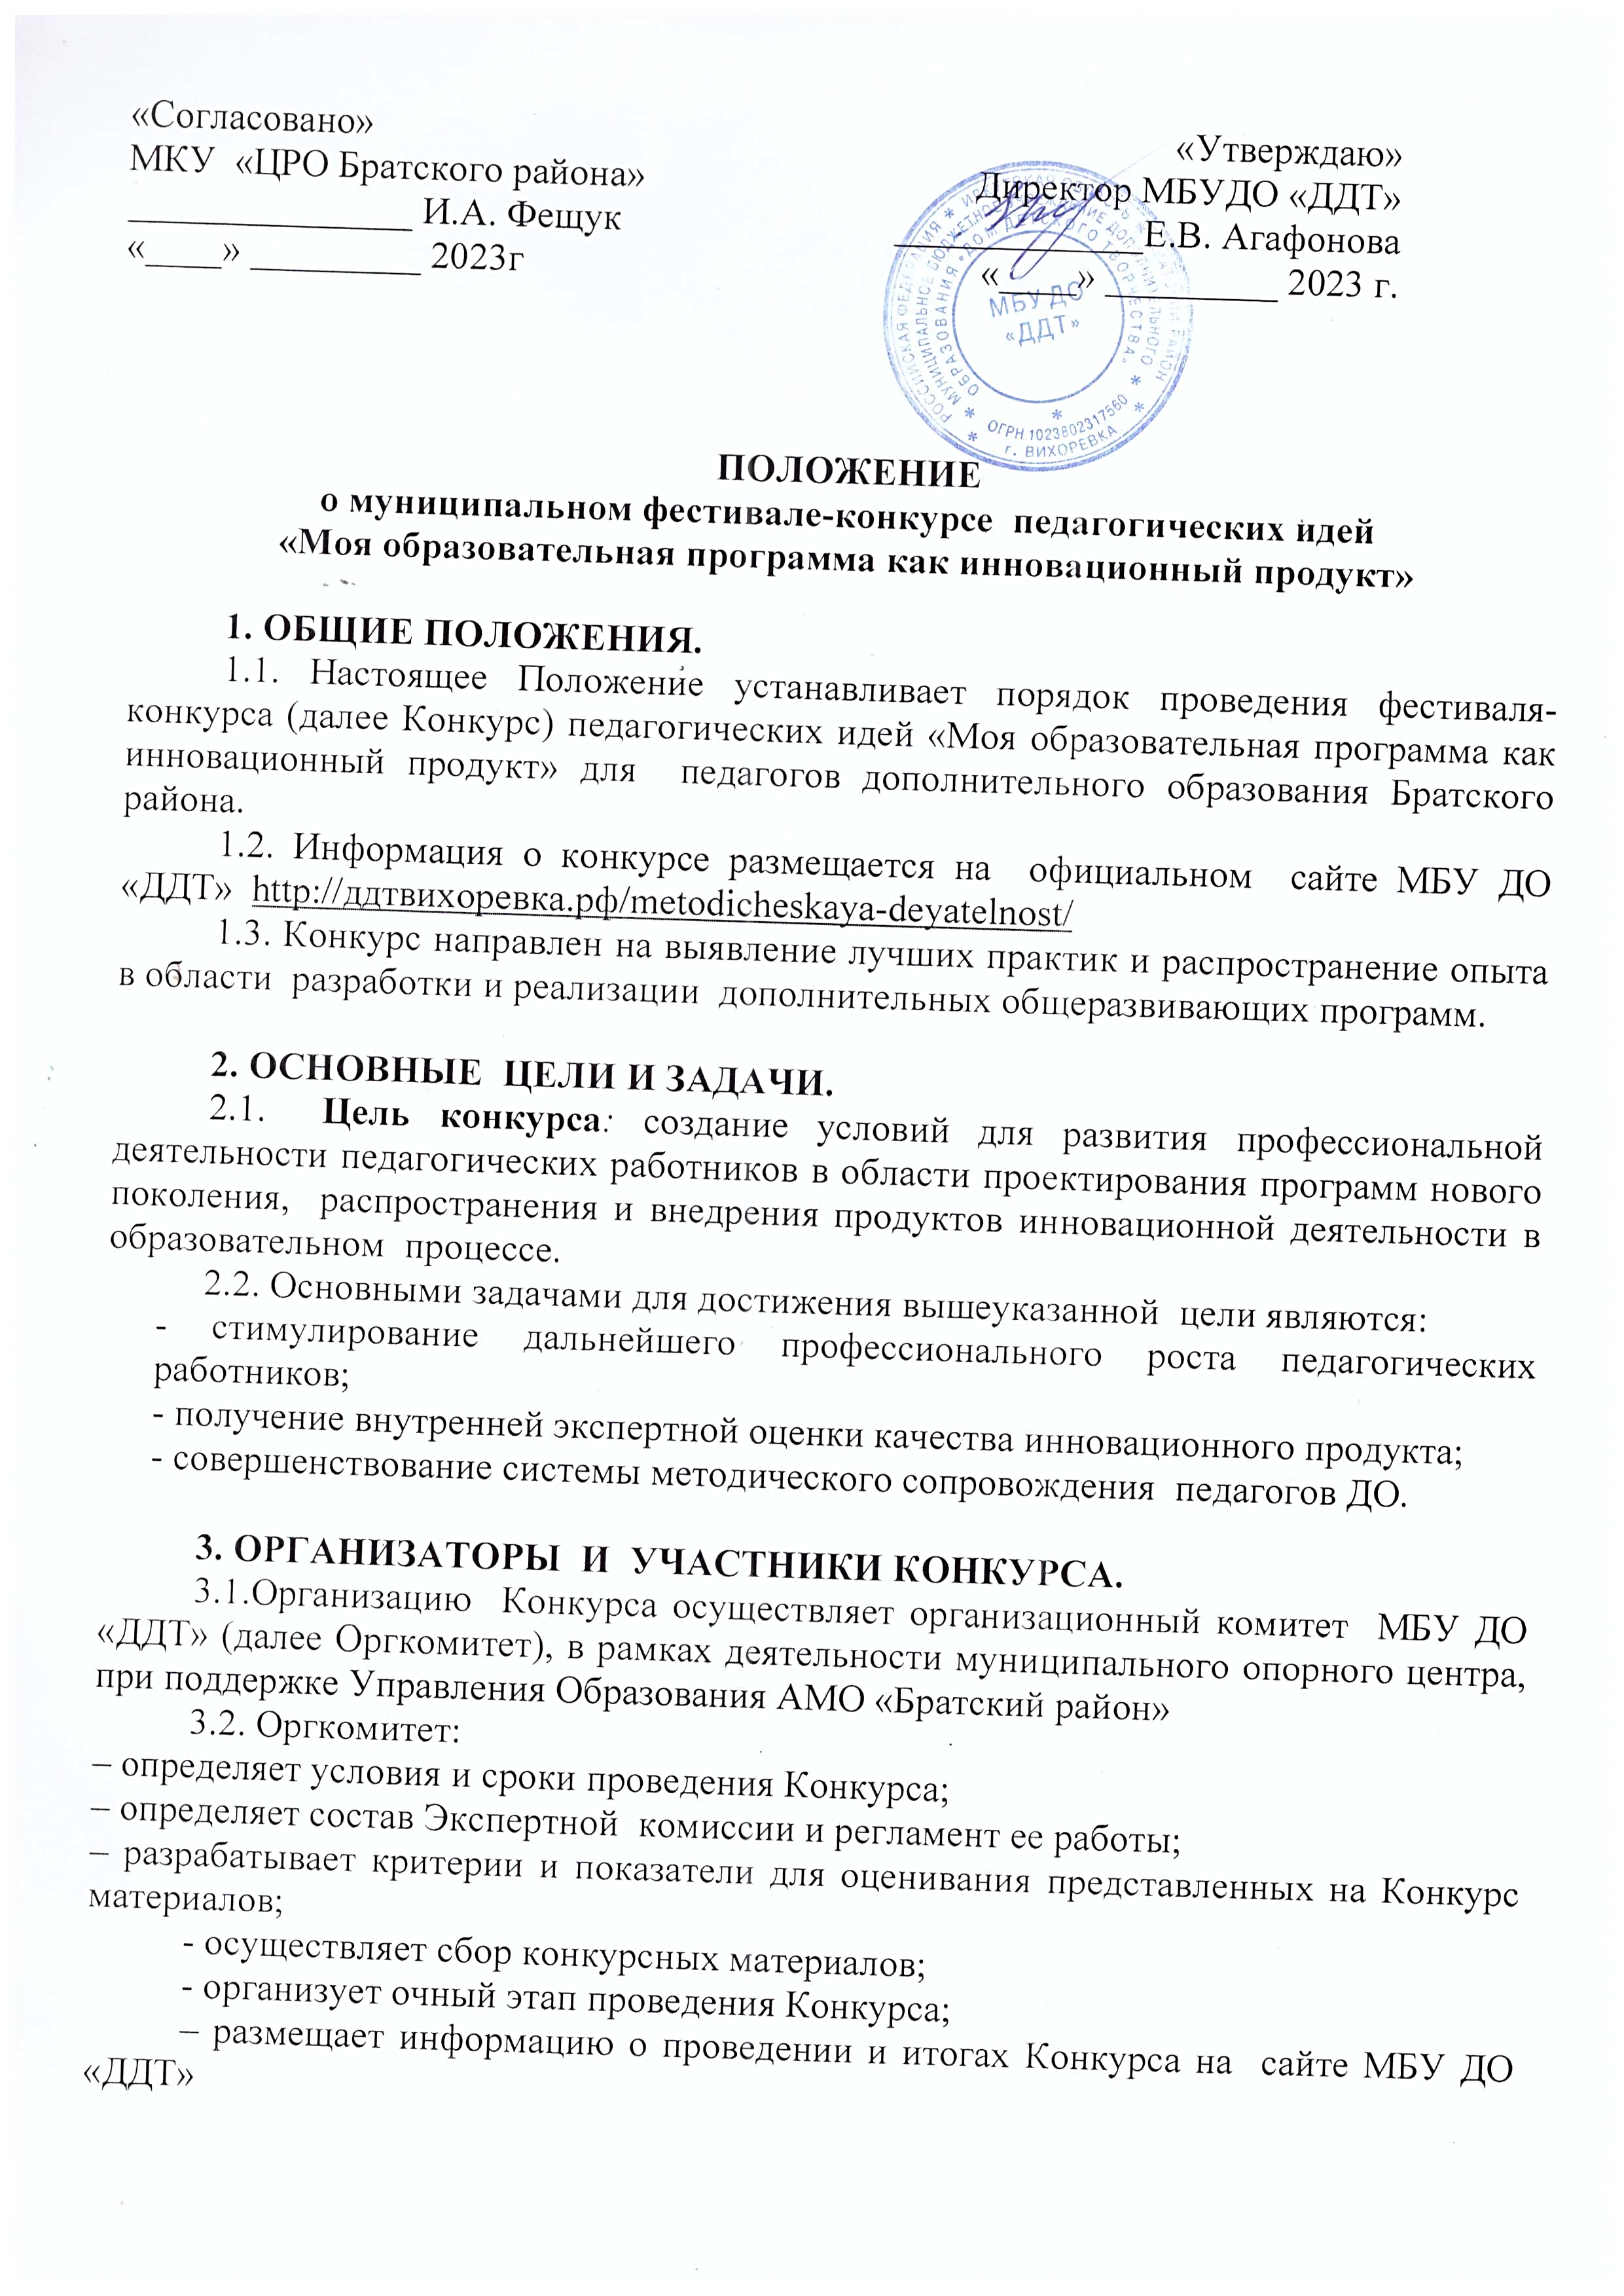 «Согласовано»
МКУ «ЦРО Братского района»
_______________ И.А. Фещук
«____» _________ 2023г
«Утверждаю»
Директор МБУДО «ДДТ»
_____________ Е.В. Агафонова
«____» _________ 2023 г.
МБУ ДО
«ДДТ»
ОГРН 1023802317560
г. ВИХОРЕВКА
РОССИЙСКАЯ ФЕДЕРАЦИЯ
ОБРАЗОВАНИЯ «ДОМ ДЕТСКОГО ТВОРЧЕСТВА»
ПОЛОЖЕНИЕ
о муниципальном фестивале-конкурсе педагогических идей
«Моя образовательная программа как инновационный продукт»
1. ОБЩИЕ ПОЛОЖЕНИЯ.
1.1. Настоящее Положение устанавливает порядок проведения фестиваля-
конкурса (далее Конкурс) педагогических идей «Моя образовательная программа как
инновационный продукт» для педагогов дополнительного образования Братского
района.
1.2. Информация о конкурсе размещается на официальном сайте МБУ ДО
«ДДТ» http://ддтвихоревка.рф/metodicheskaya-deyatelnost/
1.3. Конкурс направлен на выявление лучших практик и распространение опыта
в области разработки и реализации дополнительных общеразвивающих программ.
2. ОСНОВНЫЕ ЦЕЛИ И ЗАДАЧИ.
2.1. Цель конкурса: создание условий для развития профессиональной
деятельности педагогических работников в области проектирования программ нового
поколения, распространения и внедрения продуктов инновационной деятельности в
образовательном процессе.
2.2. Основными задачами для достижения вышеуказанной цели являются:
- стимулирование дальнейшего профессионального роста педагогических
работников;
- получение внутренней экспертной оценки качества инновационного продукта;
- совершенствование системы методического сопровождения педагогов ДО.
3. ОРГАНИЗАТОРЫ И УЧАСТНИКИ КОНКУРСА.
3.1.Организацию Конкурса осуществляет организационный комитет МБУ ДО
«ДДТ» (далее Оргкомитет), в рамках деятельности муниципального опорного центра,
при поддержке Управления Образования АМО «Братский район»
3.2. Оргкомитет:
– определяет условия и сроки проведения Конкурса;
– определяет состав Экспертной комиссии и регламент ее работы;
– разрабатывает критерии и показатели для оценивания представленных на Конкурс
материалов;
- осуществляет сбор конкурсных материалов;
- организует очный этап проведения Конкурса;
– размещает информацию о проведении и итогах Конкурса на сайте МБУ ДО
«ДДТ»